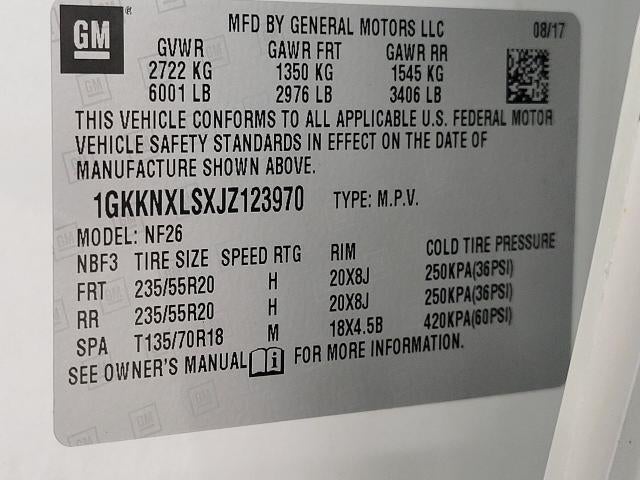 GM ® MFD BY GENERAL MOTORS LLC 08/17
GVWR GAWR FRT GAWR RR
2722 KG 1350 KG 1545 KG
6001 LB 2976 LB 3406 LB
THIS VEHICLE CONFORMS TO ALL APPLICABLE U.S. FEDERAL MOTOR
VEHICLE SAFETY STANDARDS IN EFFECT ON THE DATE OF
MANUFACTURE SHOWN ABOVE.
1GKKNXLSXJZ123970 TYPE: M.P.V.
MODEL: NF26
NBF3 TIRE SIZE SPEED RTG RIM COLD TIRE PRESSURE
FRT 235/55R20 H 20X8J 250KPA(36PSI)
RR 235/55R20 H 20X8J 250KPA(36PSI)
SPA T135/70R18 M 18X4.5B 420KPA(60PSI)
SEE OWNER'S MANUAL i FOR MORE INFORMATION.